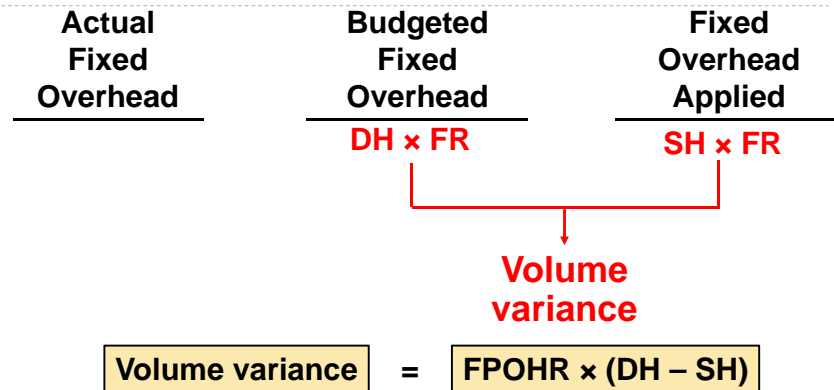 Actual
Fixed
Overhead
Budgeted
Fixed
Overhead
Fixed
Overhead
Applied
DH × FR
SH × FR
Volume
variance
Volume variance = FPOHR × (DH – SH)